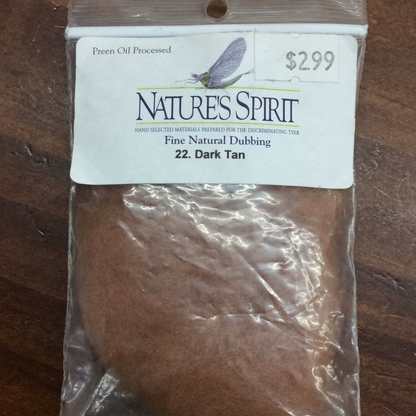 Preen Oil Processed
$2.99
NATURE'S SPIRIT
HAND SELECTED MATERIALS PREPARED FOR THE DISCRIMINATING TYER
Fine Natural Dubbing
22. Dark Tan